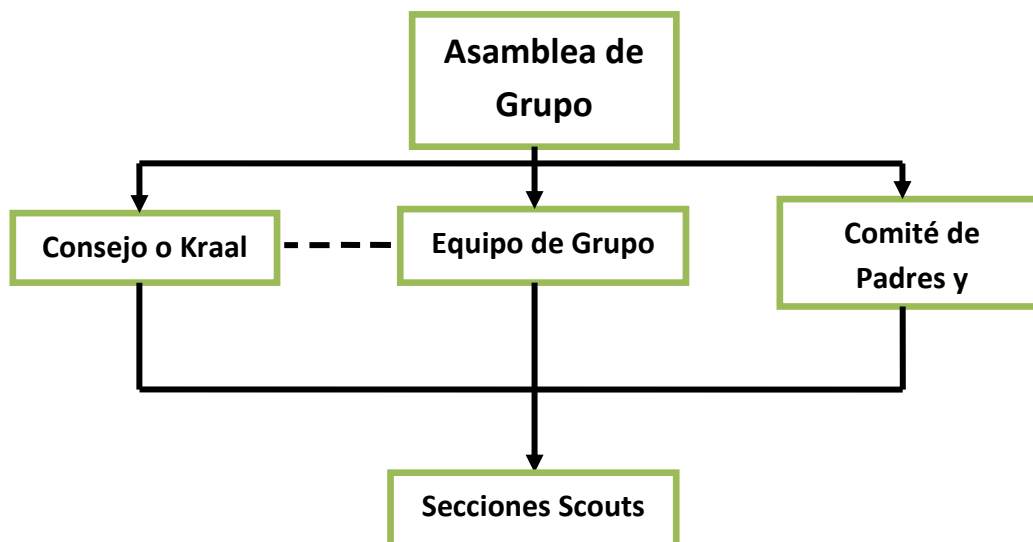 Asamblea de
Grupo
Consejo o Kraal
Equipo de Grupo
Comité de
Padres y
Secciones Scouts